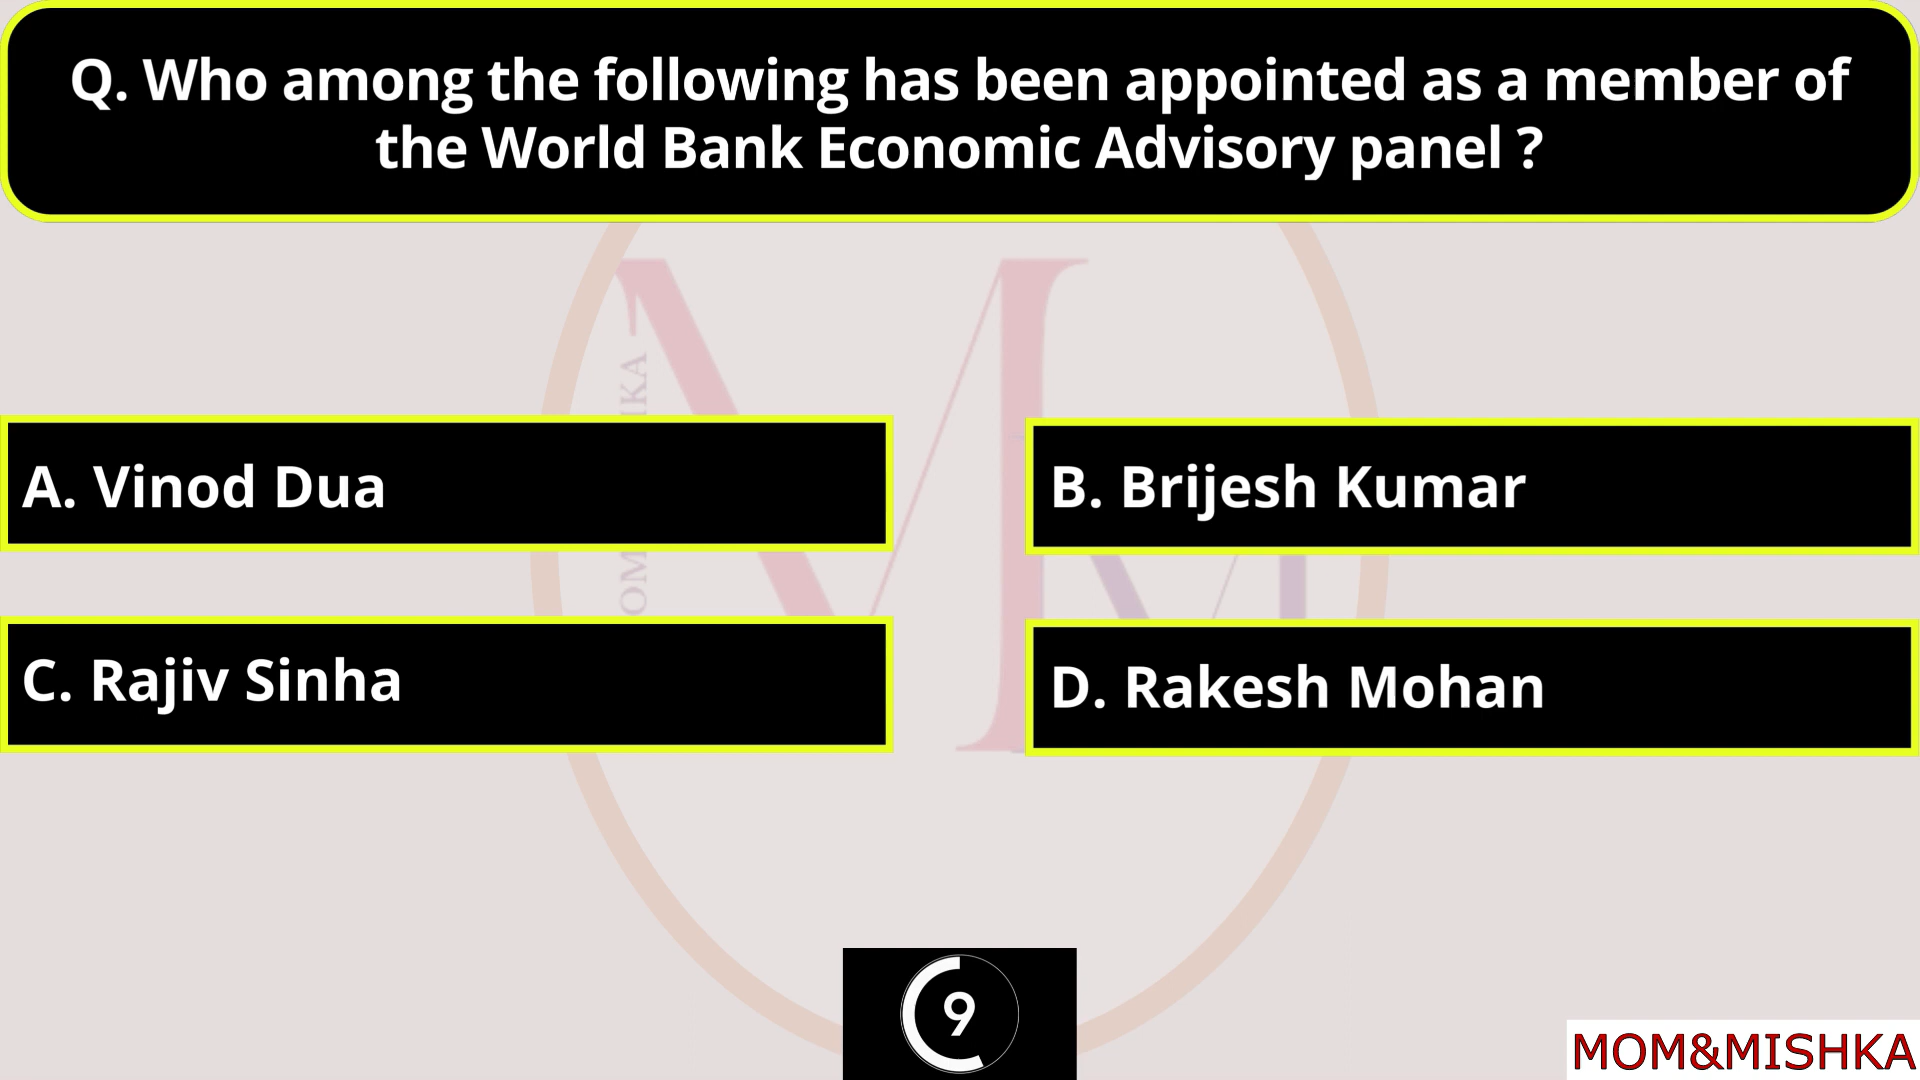 Q. Who among the following has been appointed as a member of
the World Bank Economic Advisory panel ?
A. Vinod Dua
B. Brijesh Kumar
C. Rajiv Sinha
D. Rakesh Mohan
9
MOM&MISHKA